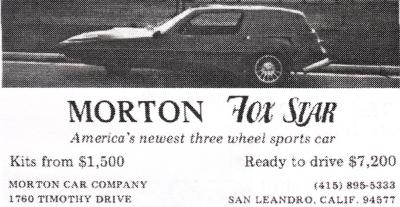 MORTON Fox Star
America's newest three wheel sports car
Kits from $1,500 Ready to drive $7,200
MORTON CAR COMPANY (415) 895-5333
1760 TIMOTHY DRIVE SAN LEANDRO, CALIF. 94577